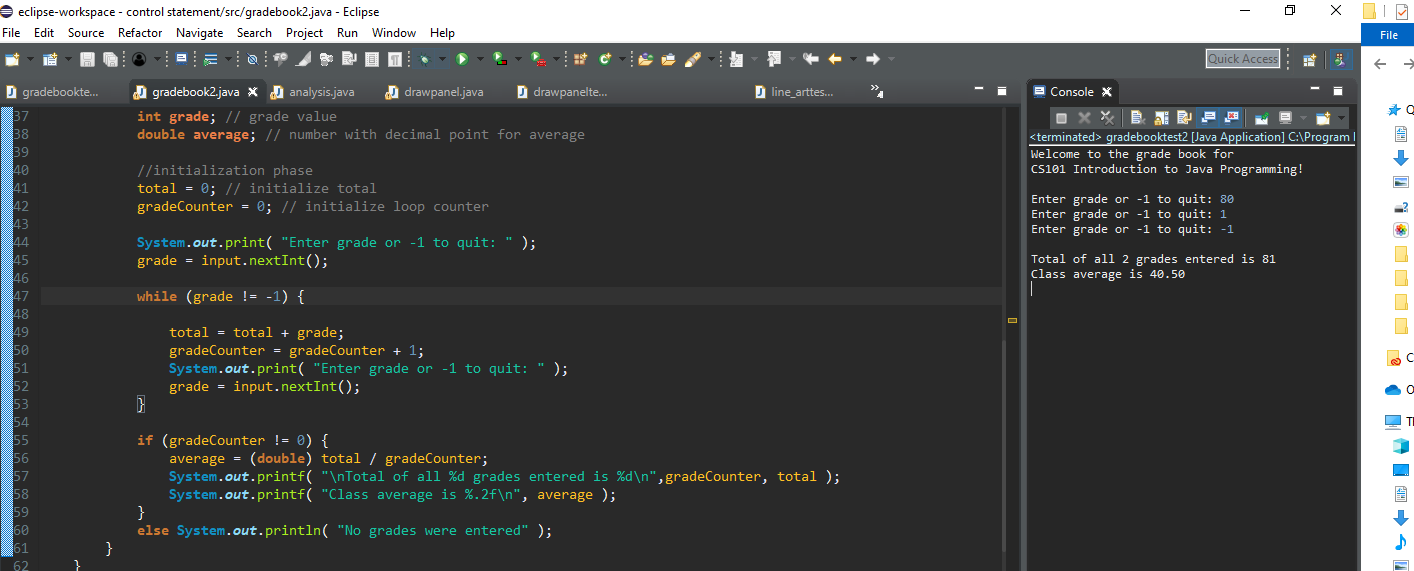 eclipse-workspace - control statement/src/gradebook2.java - Eclipse
File Edit Source Refactor Navigate Search Project Run Window Help
File
Quick Access
gradebookte... gradebook2.java analysis.java drawpanel.java drawpanelte... line_arttes...
Console
<terminated> gradebooktest2 [Java Application] C:\Program
37 int grade; // grade value
38 double average; // number with decimal point for average
39
40 //initialization phase
41 total = 0; // initialize total
42 gradeCounter = 0; // initialize loop counter
43
44 System.out.print( "Enter grade or -1 to quit: " );
45 grade = input.nextInt();
46
47 while (grade != -1) {
48
49 total = total + grade;
50 gradeCounter = gradeCounter + 1;
51 System.out.print( "Enter grade or -1 to quit: " );
52 grade = input.nextInt();
53 }
54
55 if (gradeCounter != 0) {
56 average = (double) total / gradeCounter;
57 System.out.printf( "\nTotal of all %d grades entered is %d\n",gradeCounter, total );
58 System.out.printf( "Class average is %.2f\n", average );
59 }
60 else System.out.println( "No grades were entered" );
61 }
62 }
Welcome to the grade book for
CS101 Introduction to Java Programming!
Enter grade or -1 to quit: 80
Enter grade or -1 to quit: 1
Enter grade or -1 to quit: -1
Total of all 2 grades entered is 81
Class average is 40.50